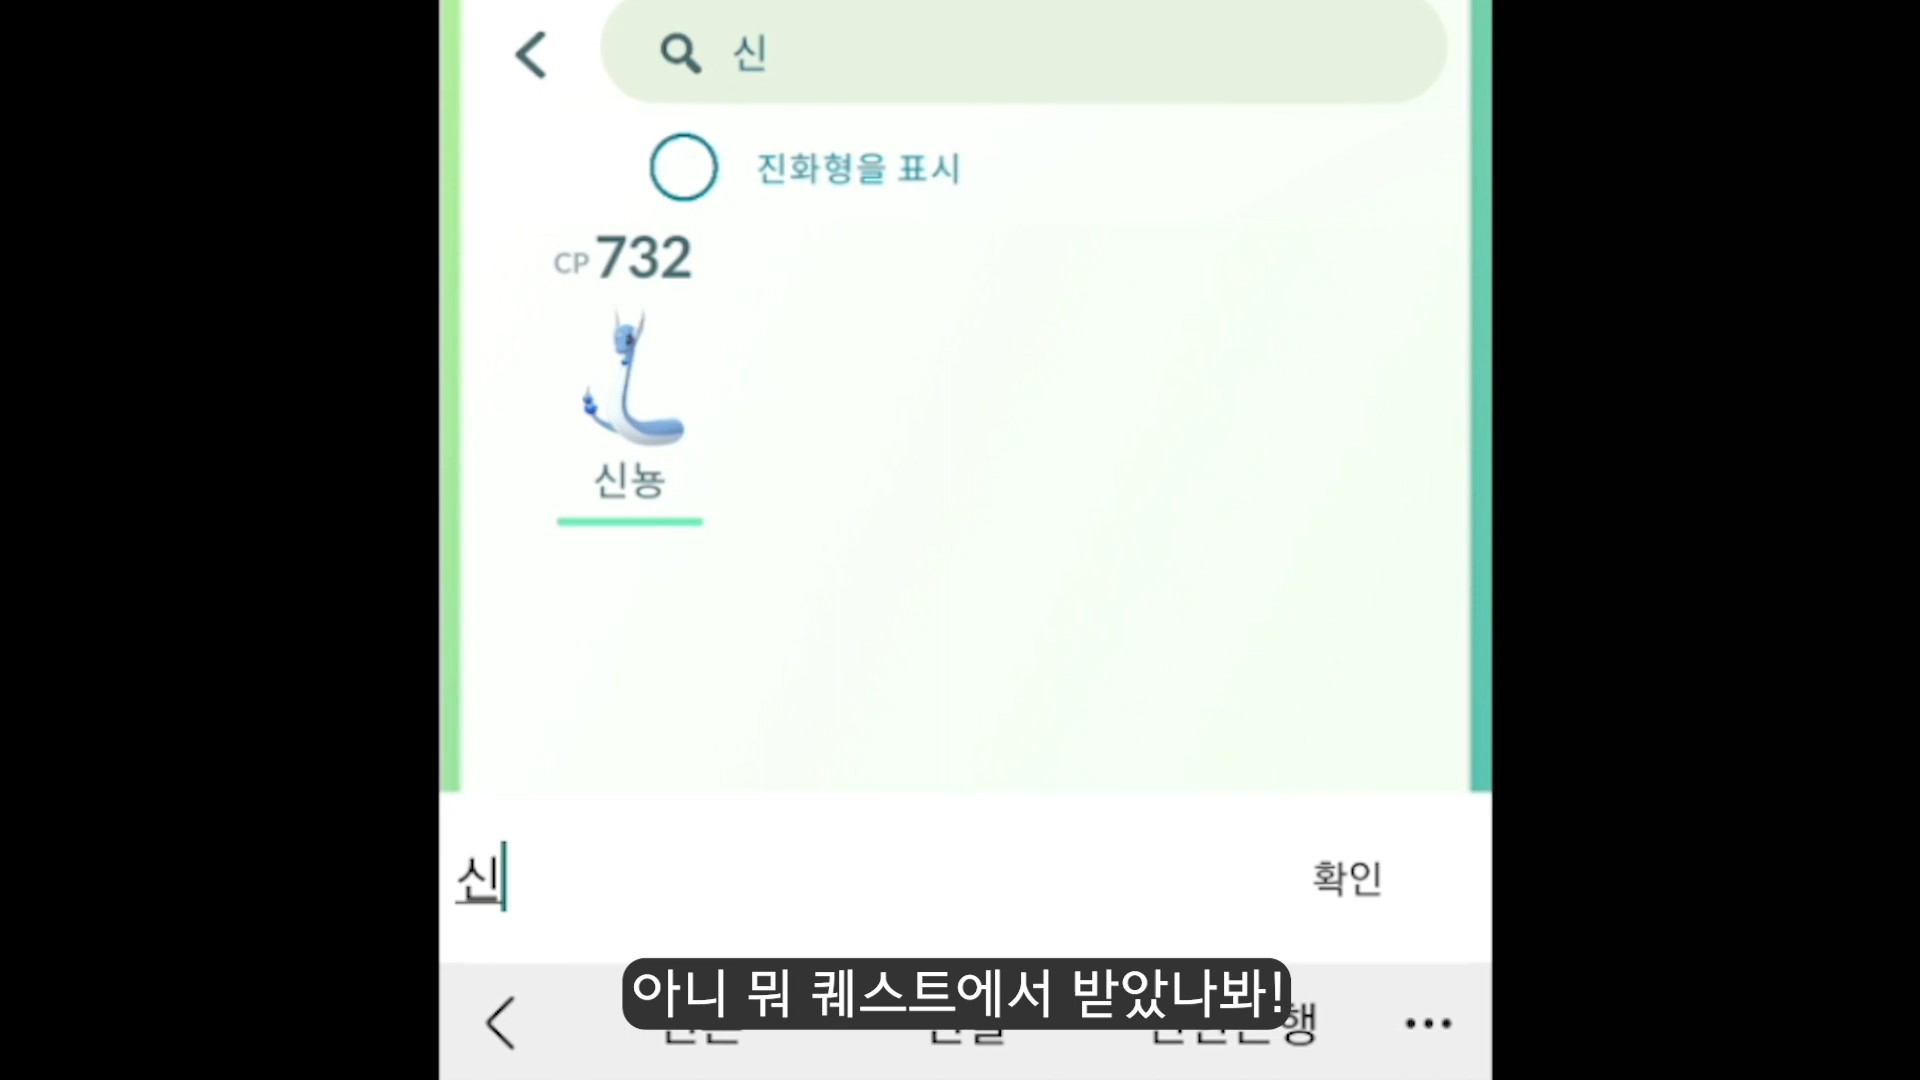 신
진화형을 표시
CP 732
신뇽
신
확인
아니 뭐 퀘스트에서 받았나봐!